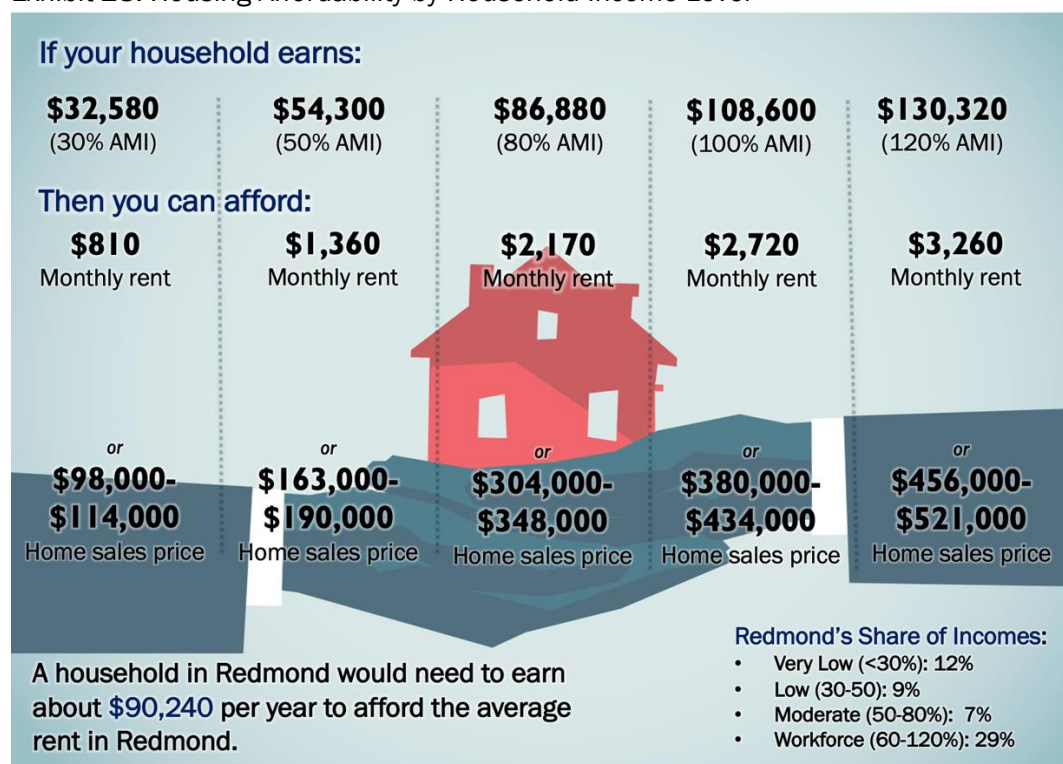 If your household earns:
$32,580
(30% AMI)
$54,300
(50% AMI)
$86,880
(80% AMI)
$108,600
(100% AMI)
$130,320
(120% AMI)
Then you can afford:
$810
Monthly rent
$1,360
Monthly rent
$2,170
Monthly rent
$2,720
Monthly rent
$3,260
Monthly rent
or
$98,000-
$114,000
Home sales price
or
$163,000-
$190,000
Home sales price
or
$304,000-
$348,000
Home sales price
or
$380,000-
$434,000
Home sales price
or
$456,000-
$521,000
Home sales price
A household in Redmond would need to earn
about $90,240 per year to afford the average
rent in Redmond.
Redmond's Share of Incomes:
• Very Low (<30%): 12%
• Low (30-50): 9%
• Moderate (50-80%): 7%
• Workforce (60-120%): 29%